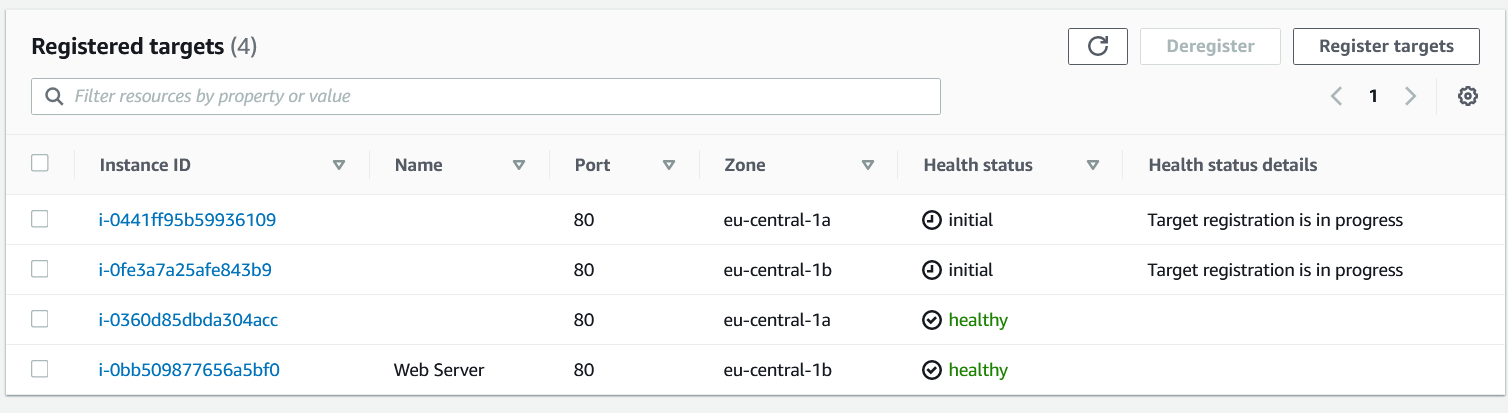 Registered targets (4)
Deregister
Register targets
Filter resources by property or value
1
Instance ID Name Port Zone Health status Health status details
i-0441ff95b59936109 80 eu-central-1a initial Target registration is in progress
i-0fe3a7a25afe843b9 80 eu-central-1b initial Target registration is in progress
i-0360d85dbda304acc 80 eu-central-1a healthy
i-0bb509877656a5bf0 Web Server 80 eu-central-1b healthy